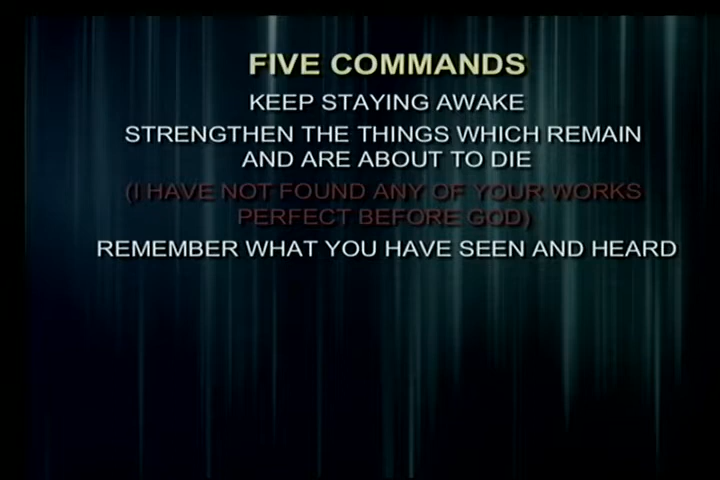 FIVE COMMANDS
KEEP STAYING AWAKE
STRENGTHEN THE THINGS WHICH REMAIN
AND ARE ABOUT TO DIE
(I HAVE NOT FOUND ANY OF YOUR WORKS
PERFECT BEFORE GOD)
REMEMBER WHAT YOU HAVE SEEN AND HEARD